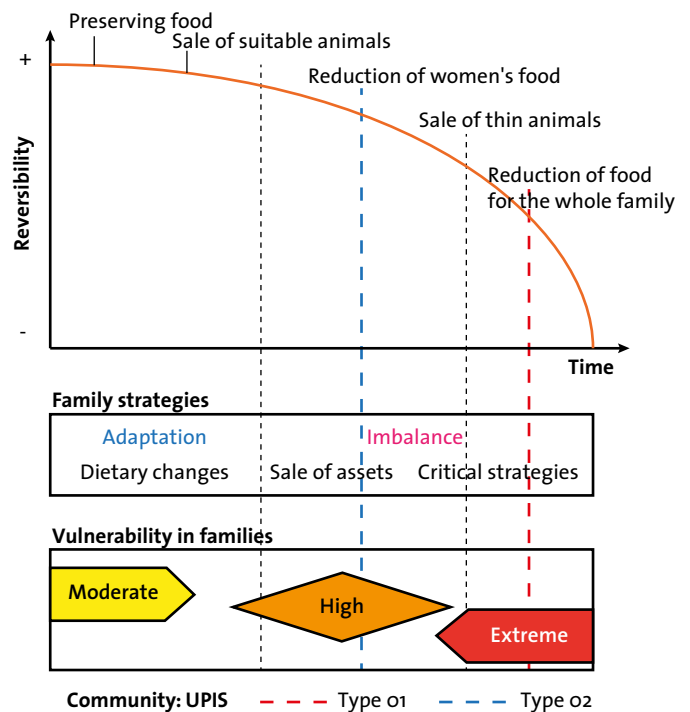 Preserving food
Sale of suitable animals
+
Reduction of women's food
Sale of thin animals
Reduction of food
for the whole family
Reversibility
-
Time
Family strategies
Adaptation
Imbalance
Dietary changes
Sale of assets
Critical strategies
Vulnerability in families
Moderate
High
Extreme
Community: UPIS
Type 01
Type 02